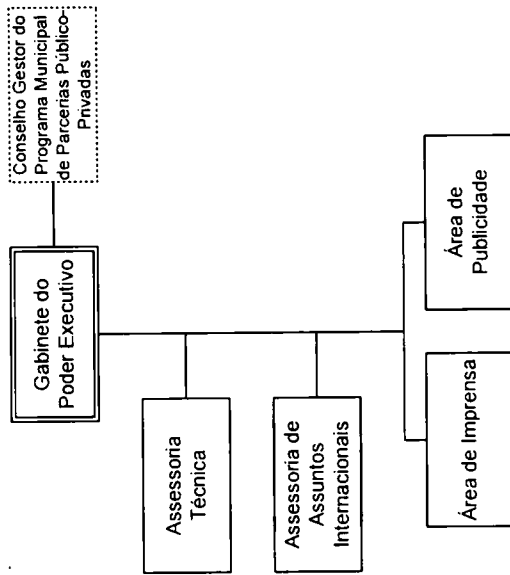 Gabinete do
Poder Executivo
Conselho Gestor do
Programa Municipal
de Parcerias Público-
Privadas
Assessoria
Técnica
Assessoria de
Assuntos
Internacionais
Área de Imprensa
Área de
Publicidade